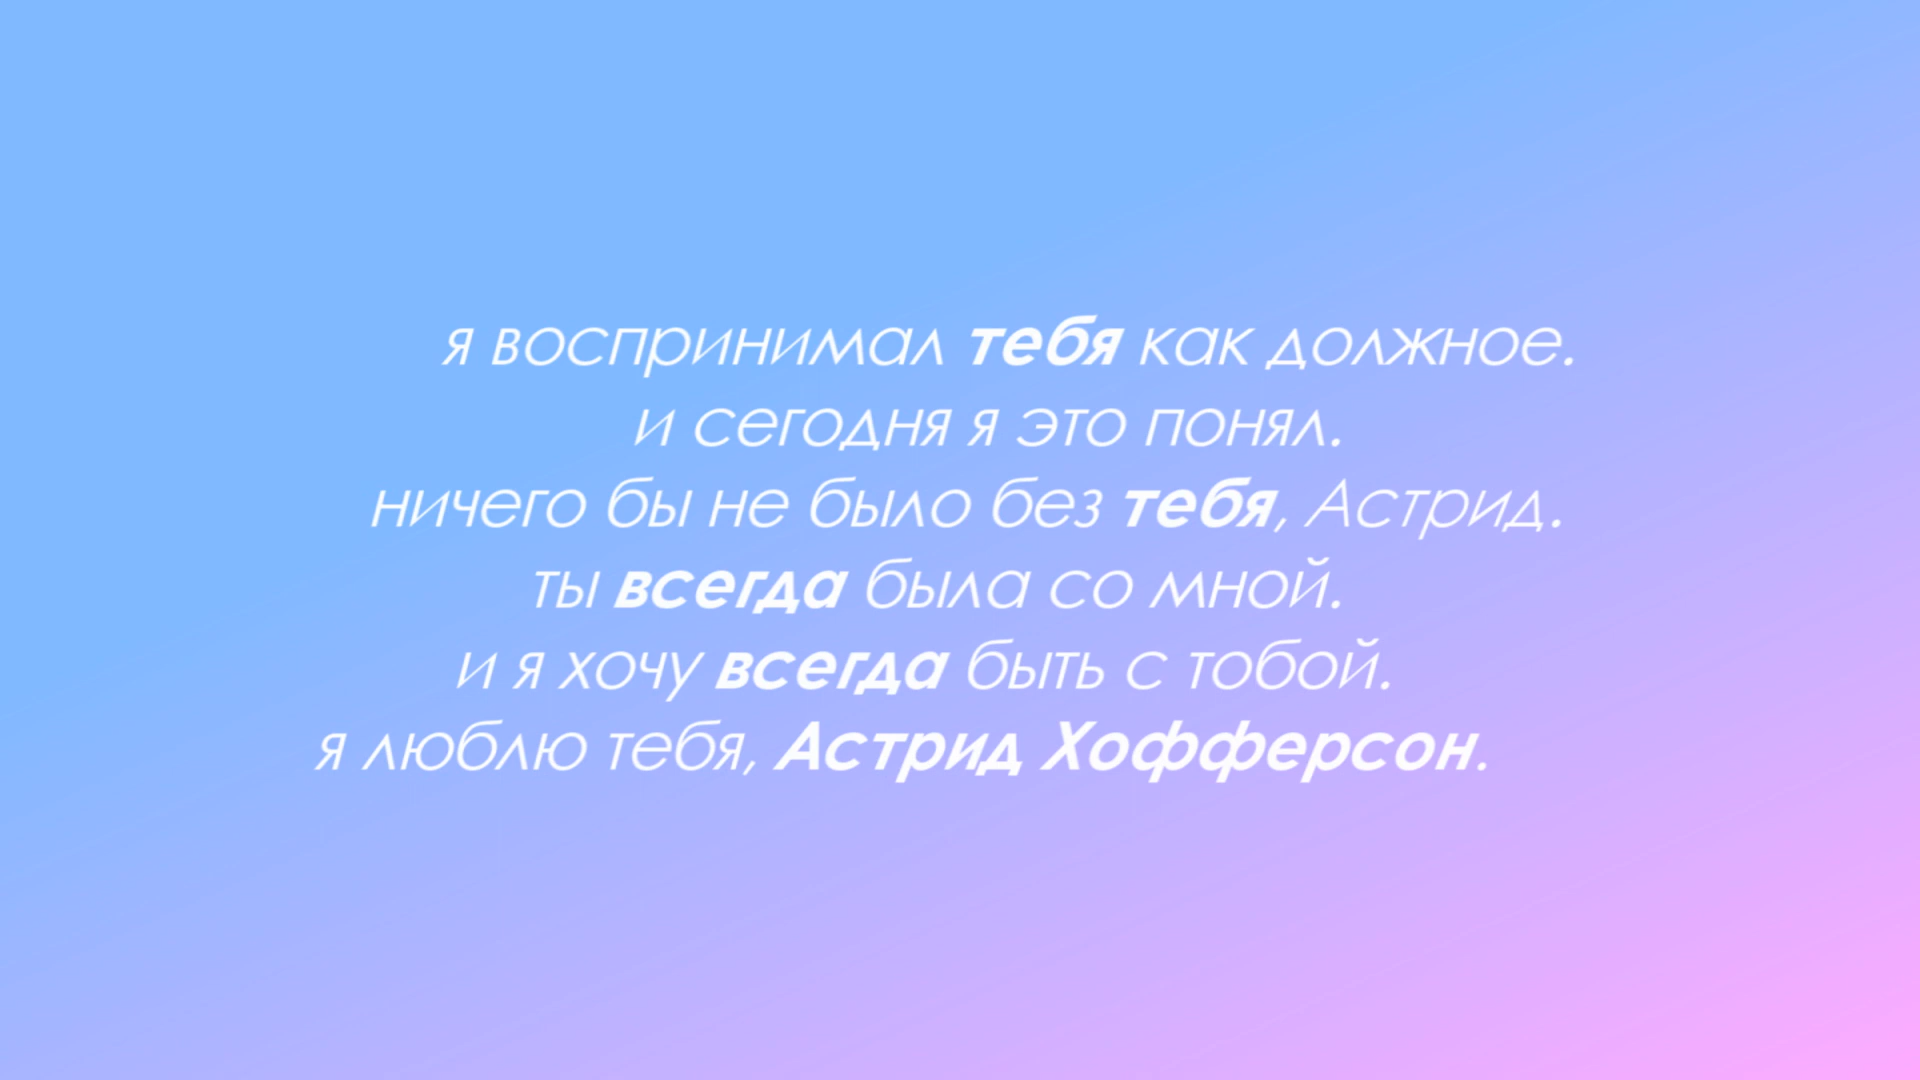 я воспринимал тебя как должное.
и сегодня я это понял.
ничего бы не было без тебя, Астрид.
ты всегда была со мной.
и я хочу всегда быть с тобой.
я люблю тебя, Астрид Хофферсон.